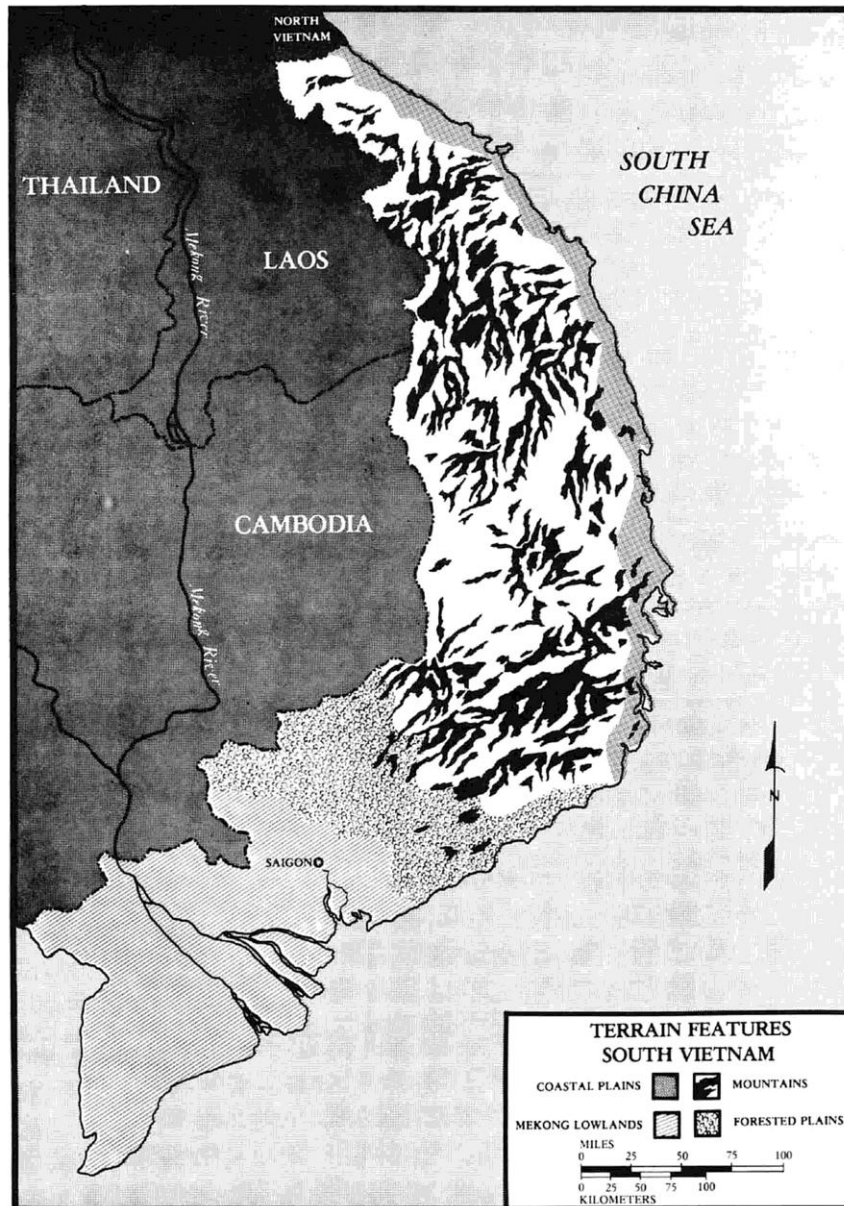 NORTH
VIETNAM
THAILAND
SOUTH
CHINA
SEA
Mekong River
LAOS
CAMBODIA
Mekong River
SAIGON
N
TERRAIN FEATURES
SOUTH VIETNAM
COASTAL PLAINS MOUNTAINS
MEKONG LOWLANDS FORESTED PLAINS
MILES
0 25 50 75 100
0 25 50 75 100
KILOMETERS